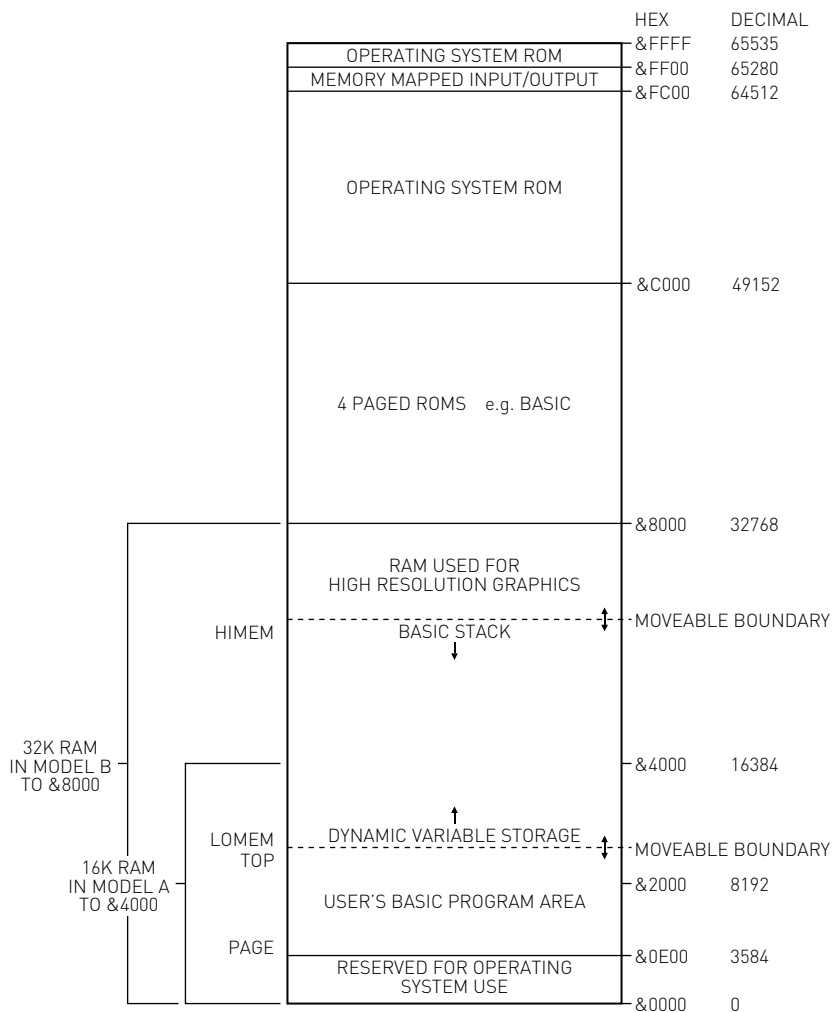 HEX DECIMAL
&FFFF 65535
OPERATING SYSTEM ROM
&FF00 65280
MEMORY MAPPED INPUT/OUTPUT
&FC00 64512
OPERATING SYSTEM ROM
&C000 49152
4 PAGED ROMS e.g. BASIC
&8000 32768
RAM USED FOR
HIGH RESOLUTION GRAPHICS
MOVEABLE BOUNDARY
HIMEM
BASIC STACK
32K RAM
IN MODEL B
TO &8000
&4000 16384
LOMEM
TOP
DYNAMIC VARIABLE STORAGE
MOVEABLE BOUNDARY
16K RAM
IN MODEL A
TO &4000
&2000 8192
USER'S BASIC PROGRAM AREA
PAGE
&0E00 3584
RESERVED FOR OPERATING
SYSTEM USE
&0000 0